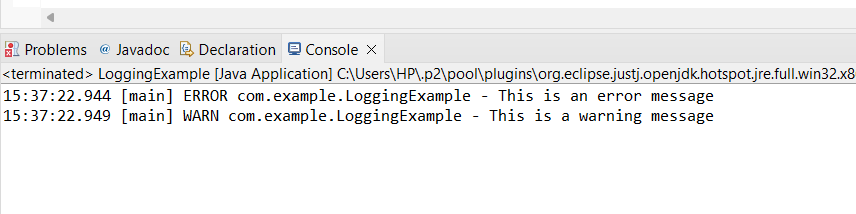 Problems @ Javadoc Declaration Console
<terminated> LoggingExample [Java Application] C:\Users\HP\.p2\pool\plugins\org.eclipse.justj.openjdk.hotspot.jre.full.win32.x8
15:37:22.944 [main] ERROR com.example.LoggingExample - This is an error message
15:37:22.949 [main] WARN com.example.LoggingExample - This is a warning message